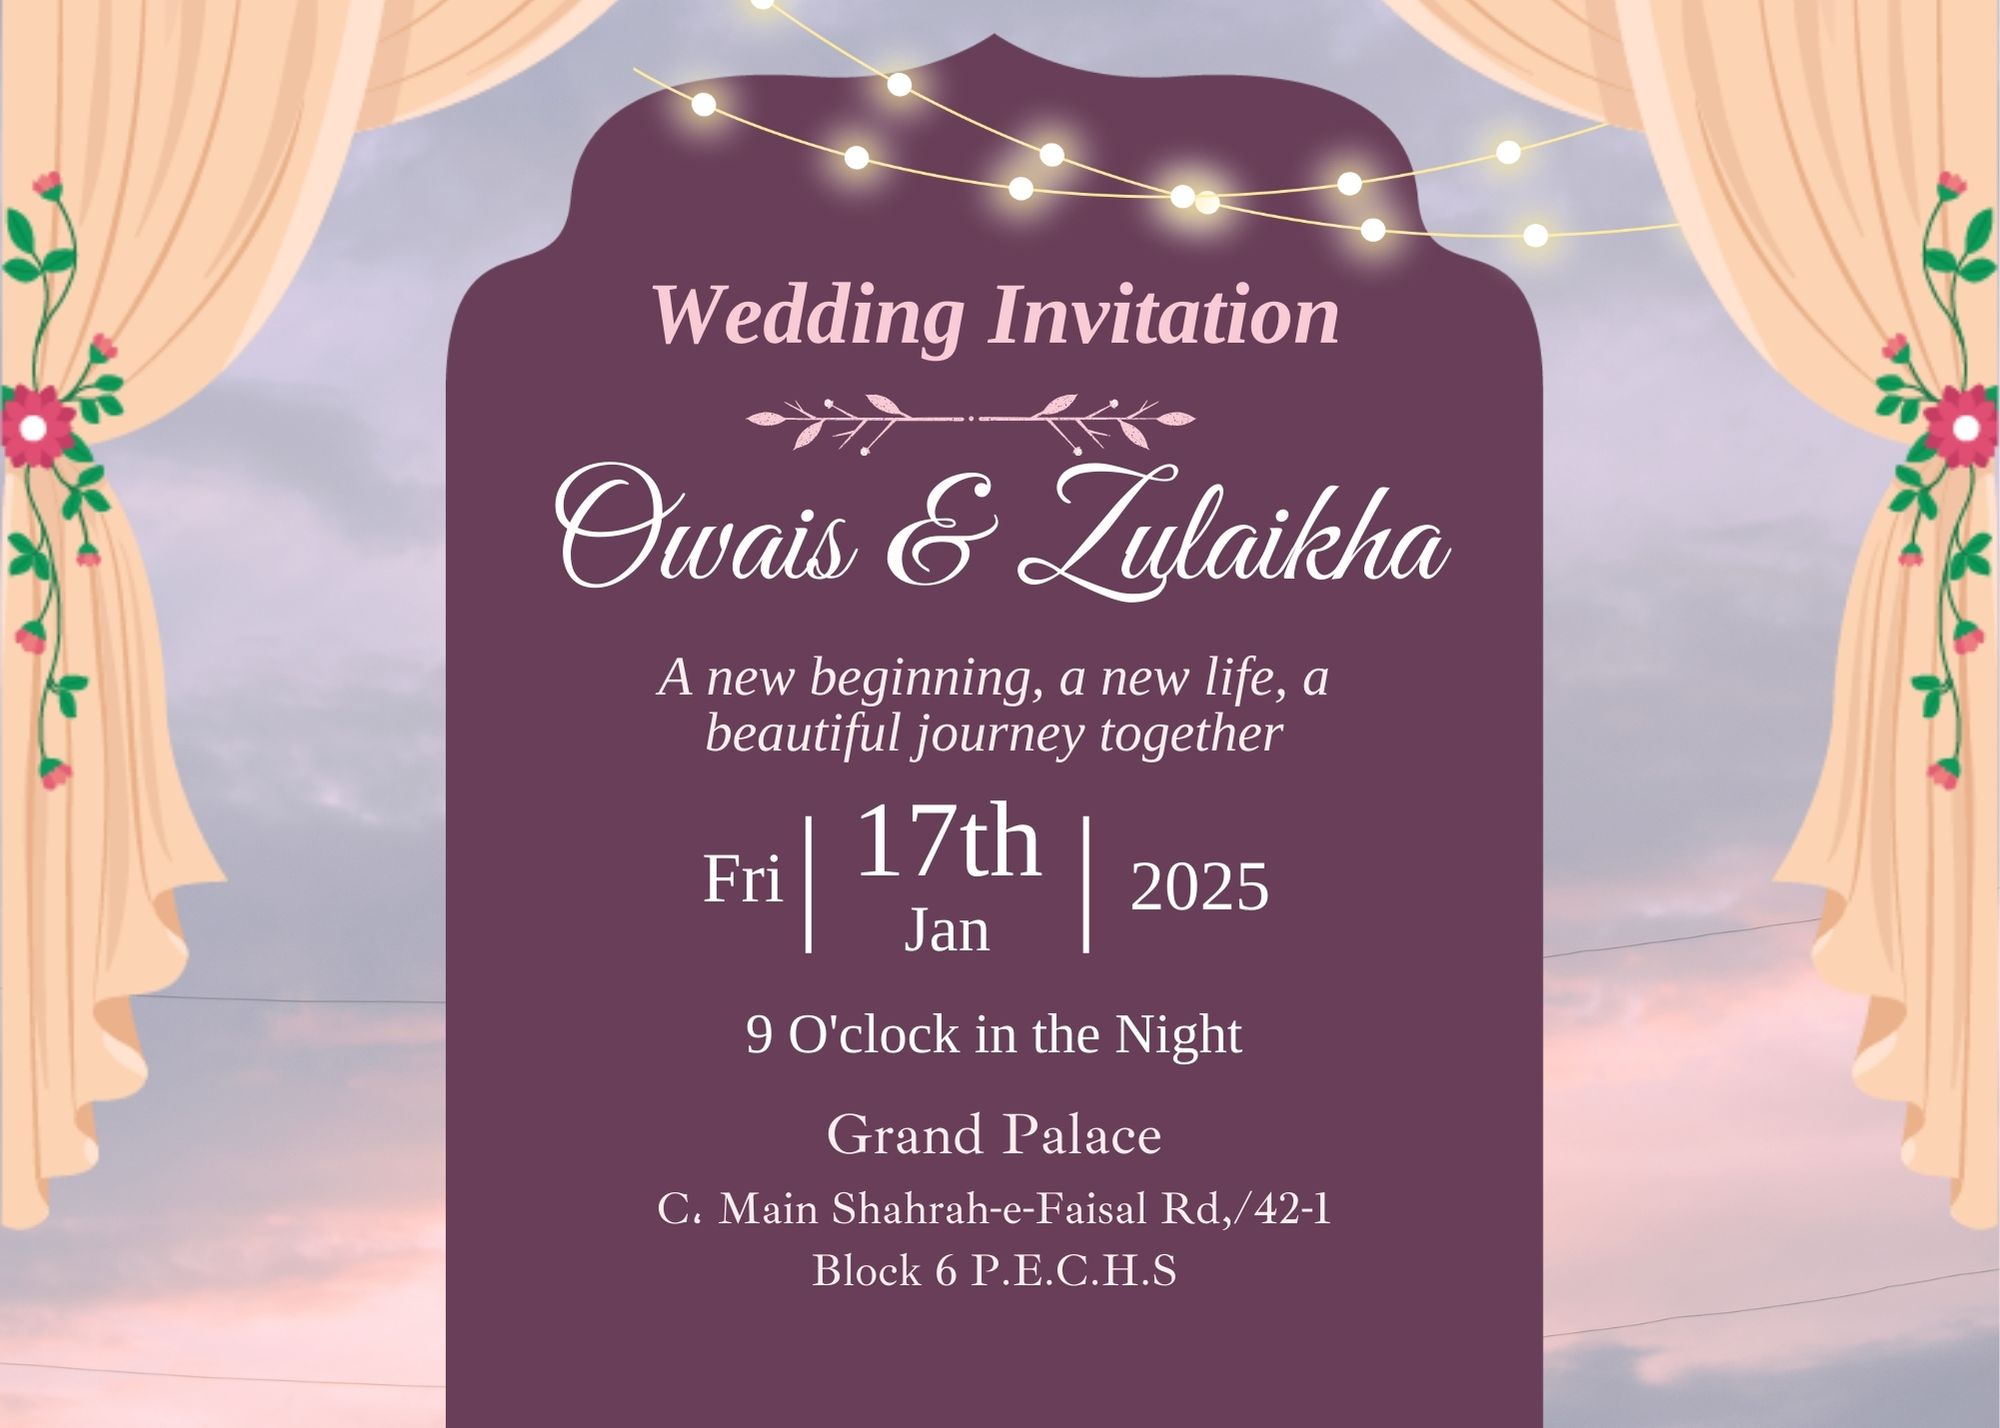 Wedding Invitation
Owais & Zulaikha
A new beginning, a new life, a
beautiful journey together
Fri
17th
Jan
2025
9 O'clock in the Night
Grand Palace
C، Main Shahrah-e-Faisal Rd,/42-1
Block 6 P.E.C.H.S